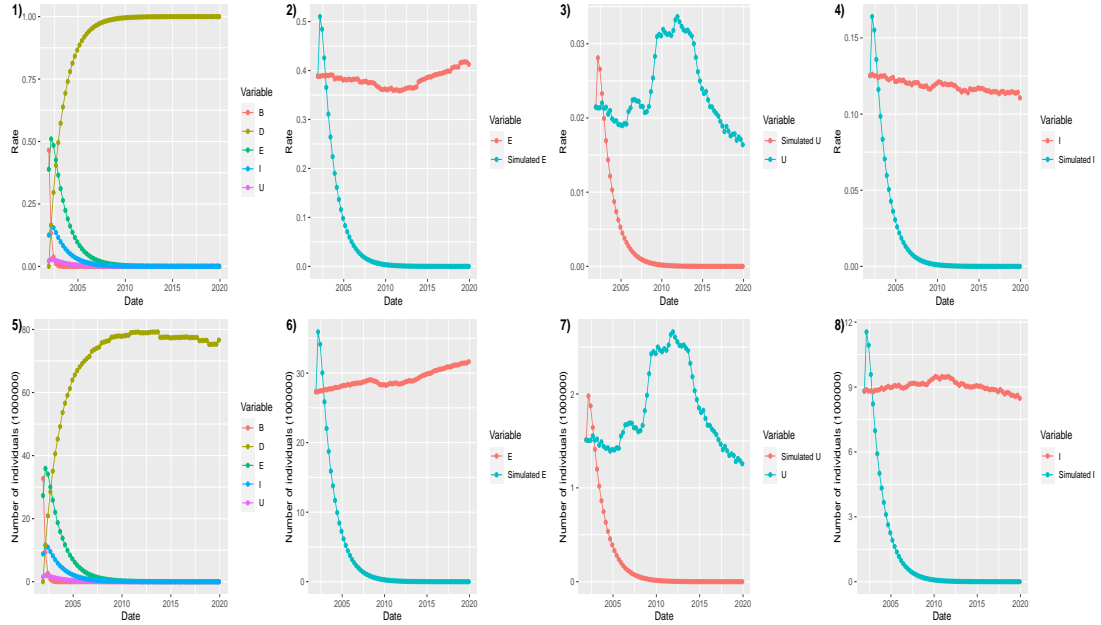 1)
1.00
0.75
0.50
0.25
0.00
Rate
2005
2010
2015
2020
Date
Variable
B
D
E
I
U
2)
0.5
0.4
0.3
0.2
0.1
0.0
Rate
2005
2010
2015
2020
Date
Variable
E
Simulated E
3)
0.03
0.02
0.01
0.00
Rate
2005
2010
2015
2020
Date
Variable
Simulated U
U
4)
0.15
0.10
0.05
0.00
Rate
2005
2010
2015
2020
Date
Variable
I
Simulated I
5)
80
60
40
20
0
Number of individuals (1000000)
2005
2010
2015
2020
Date
Variable
B
D
E
I
U
6)
30
20
10
0
Number of individuals (1000000)
2005
2010
2015
2020
Date
Variable
E
Simulated E
7)
2
1
0
Number of individuals (1000000)
2005
2010
2015
2020
Date
Variable
Simulated U
U
8)
12
9
6
3
0
Number of individuals (1000000)
2005
2010
2015
2020
Date
Variable
I
Simulated I